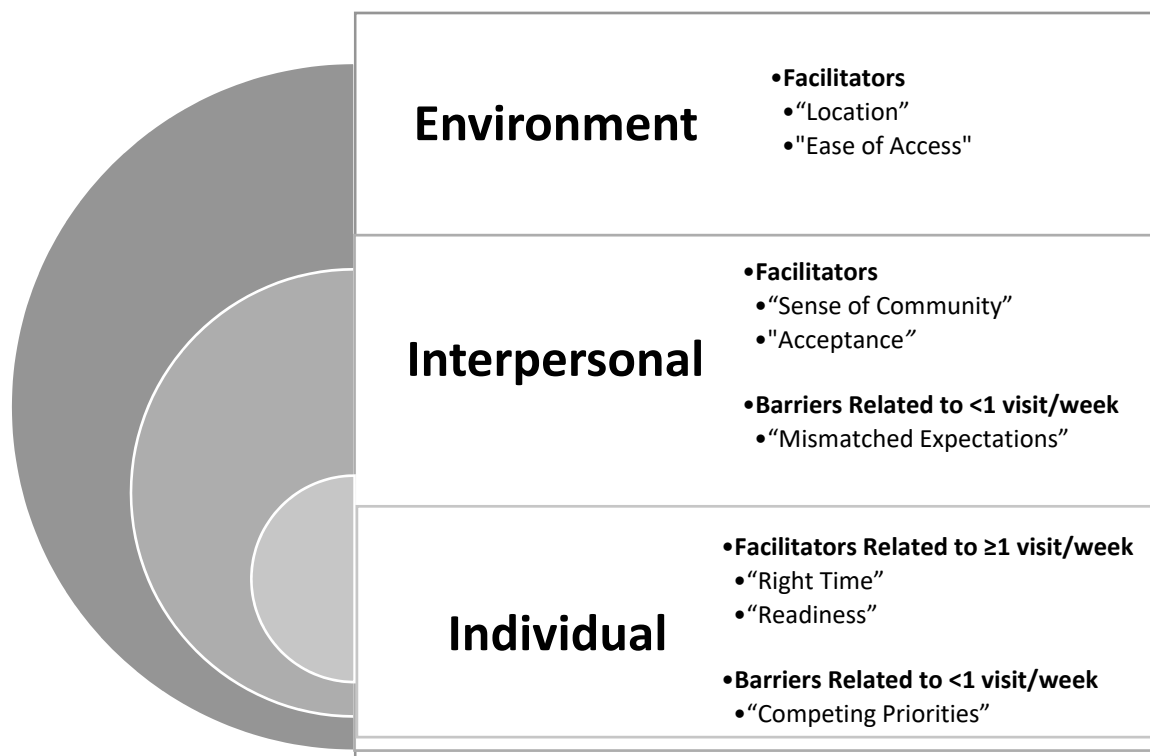 Environment
•Facilitators
•“Location”
•"Ease of Access"
Interpersonal
•Facilitators
•“Sense of Community”
•"Acceptance”
•Barriers Related to <1 visit/week
•“Mismatched Expectations”
Individual
•Facilitators Related to ≥1 visit/week
•“Right Time”
•“Readiness”
•Barriers Related to <1 visit/week
•“Competing Priorities”